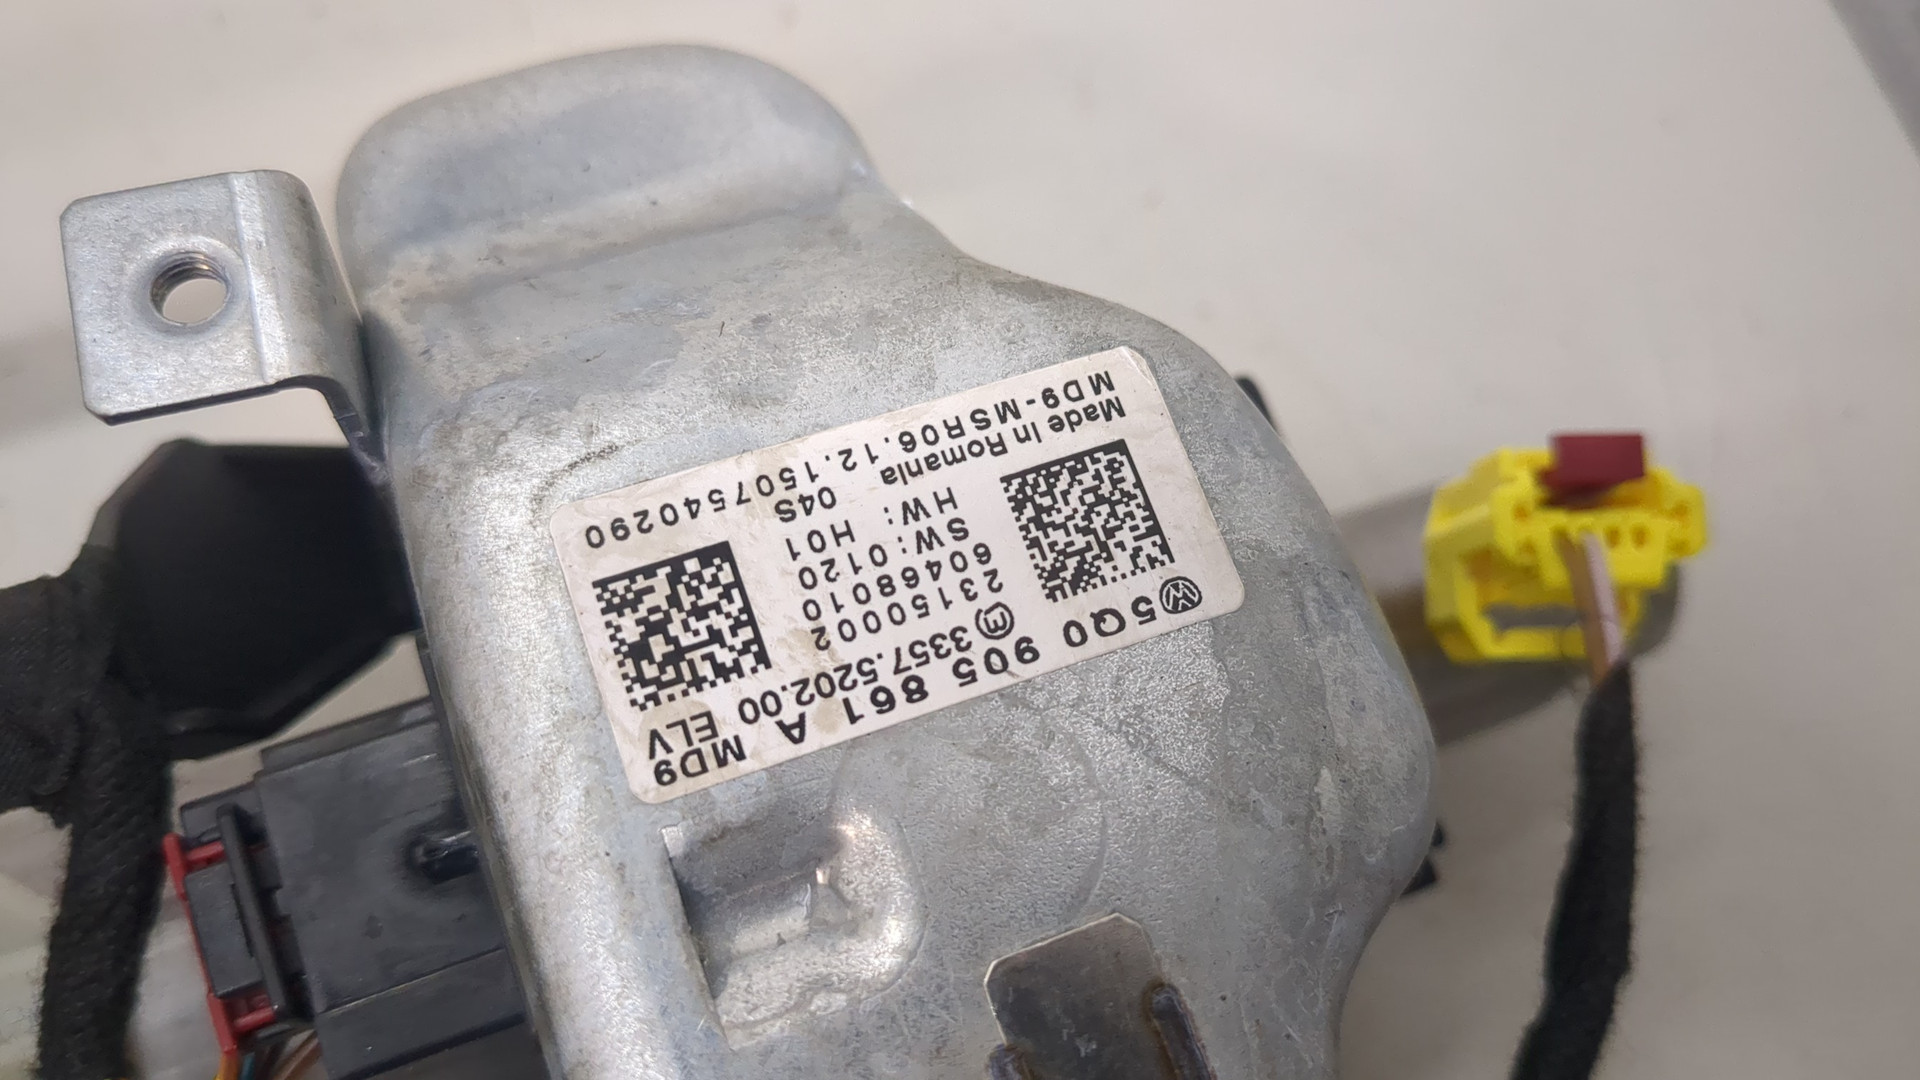 5Q0 905 861 A MD9
3357.5202.00 ELV
23150002
60468010
SW:0120 H01
HW: 04S
Made In Romania
MD9-MSR06.12.1507540290